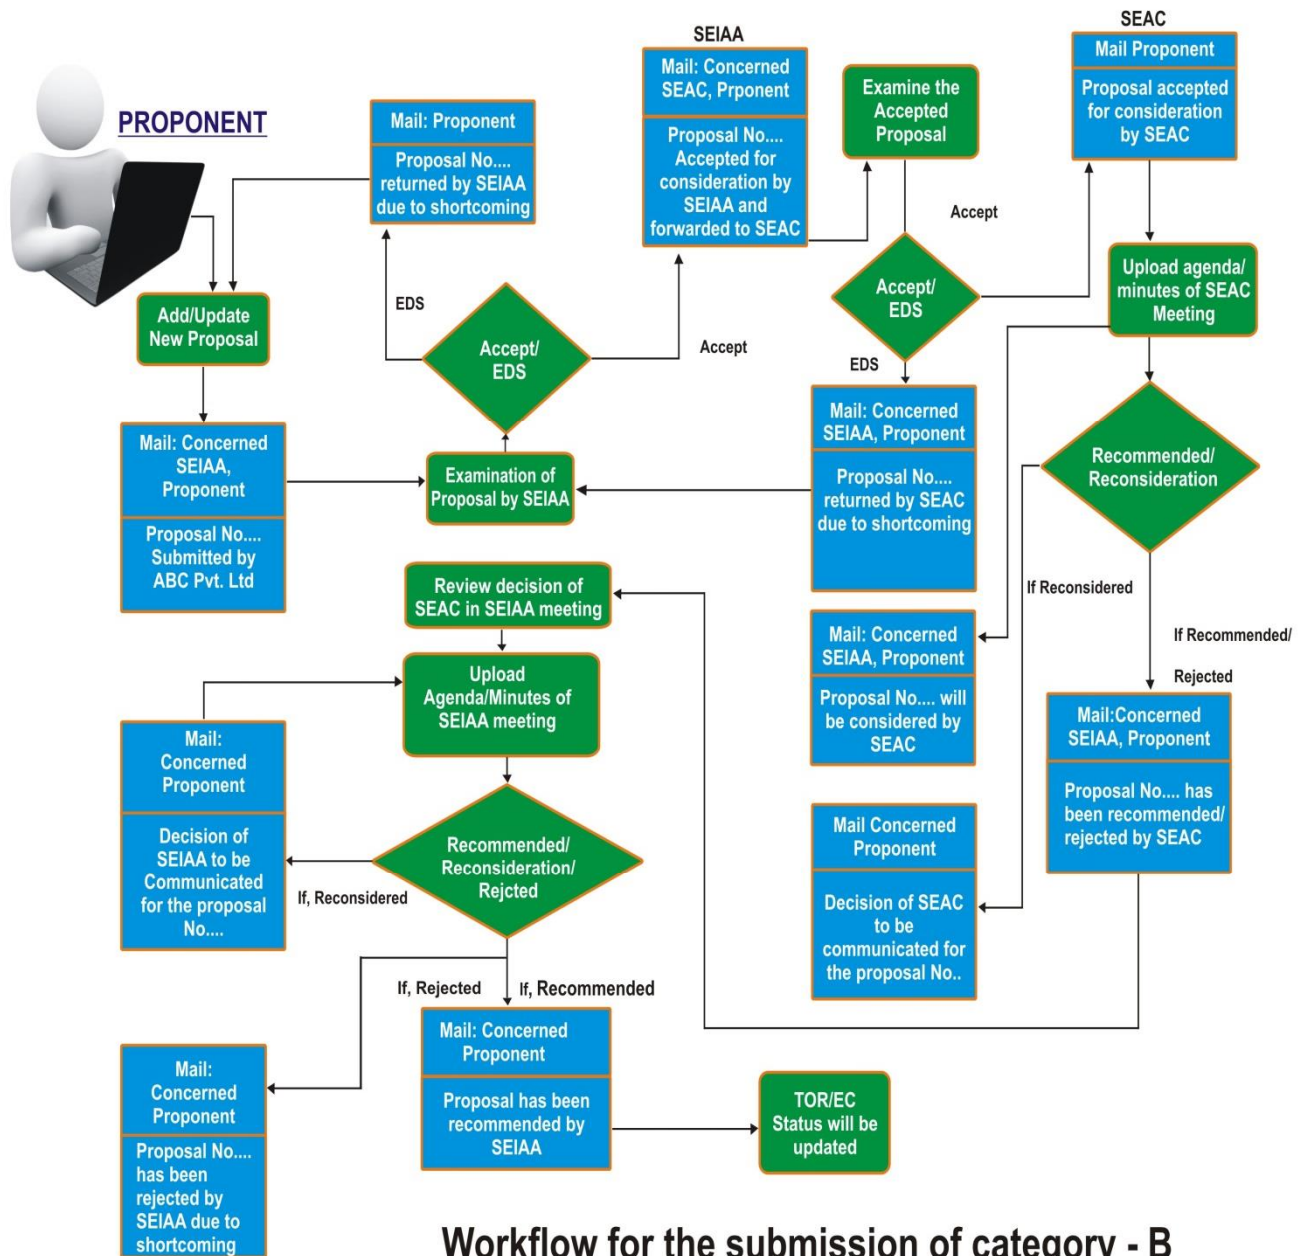 SEIAA
SEAC
PROPONENT
Mail: Proponent
Proposal No....
returned by SEIAA
due to shortcoming
Mail: Concerned
SEAC, Prponent
Proposal No....
Accepted for
consideration by
SEIAA and
forwarded to SEAC
Examine the
Accepted
Proposal
Mail Proponent
Proposal accepted
for consideration
by SEAC
Accept
Add/Update
New Proposal
EDS
Accept/
EDS
Accept
Accept/
EDS
EDS
Upload agenda/
minutes of SEAC
Meeting
Mail: Concerned
SEIAA,
Proponent
Proposal No....
Submitted by
ABC Pvt. Ltd
Examination of
Proposal by SEIAA
Mail: Concerned
SEIAA, Proponent
Proposal No....
returned by SEAC
due to shortcoming
Recommended/
Reconsideration
If Reconsidered
If Recommended/
Rejected
Review decision of
SEAC in SEIAA meeting
Upload
Agenda/Minutes of
SEIAA meeting
Mail: Concerned
SEIAA, Proponent
Proposal No.... will
be considered by
SEAC
Mail:Concerned
SEIAA, Proponent
Proposal No.... has
been recommended/
rejected by SEAC
Mail:
Concerned
Proponent
Decision of
SEIAA to be
Communicated
for the proposal
No....
If, Reconsidered
Recommended/
Reconsideration/
Rejcted
Mail Concerned
Proponent
Decision of SEAC
to be
communicated for
the proposal No..
If, Rejected
If, Recommended
Mail: Concerned
Proponent
Proposal has been
recommended by
SEIAA
TOR/EC
Status will be
updated
Mail:
Concerned
Proponent
Proposal No....
has been
rejected by
SEIAA due to
shortcoming
Workflow for the submission of category - B